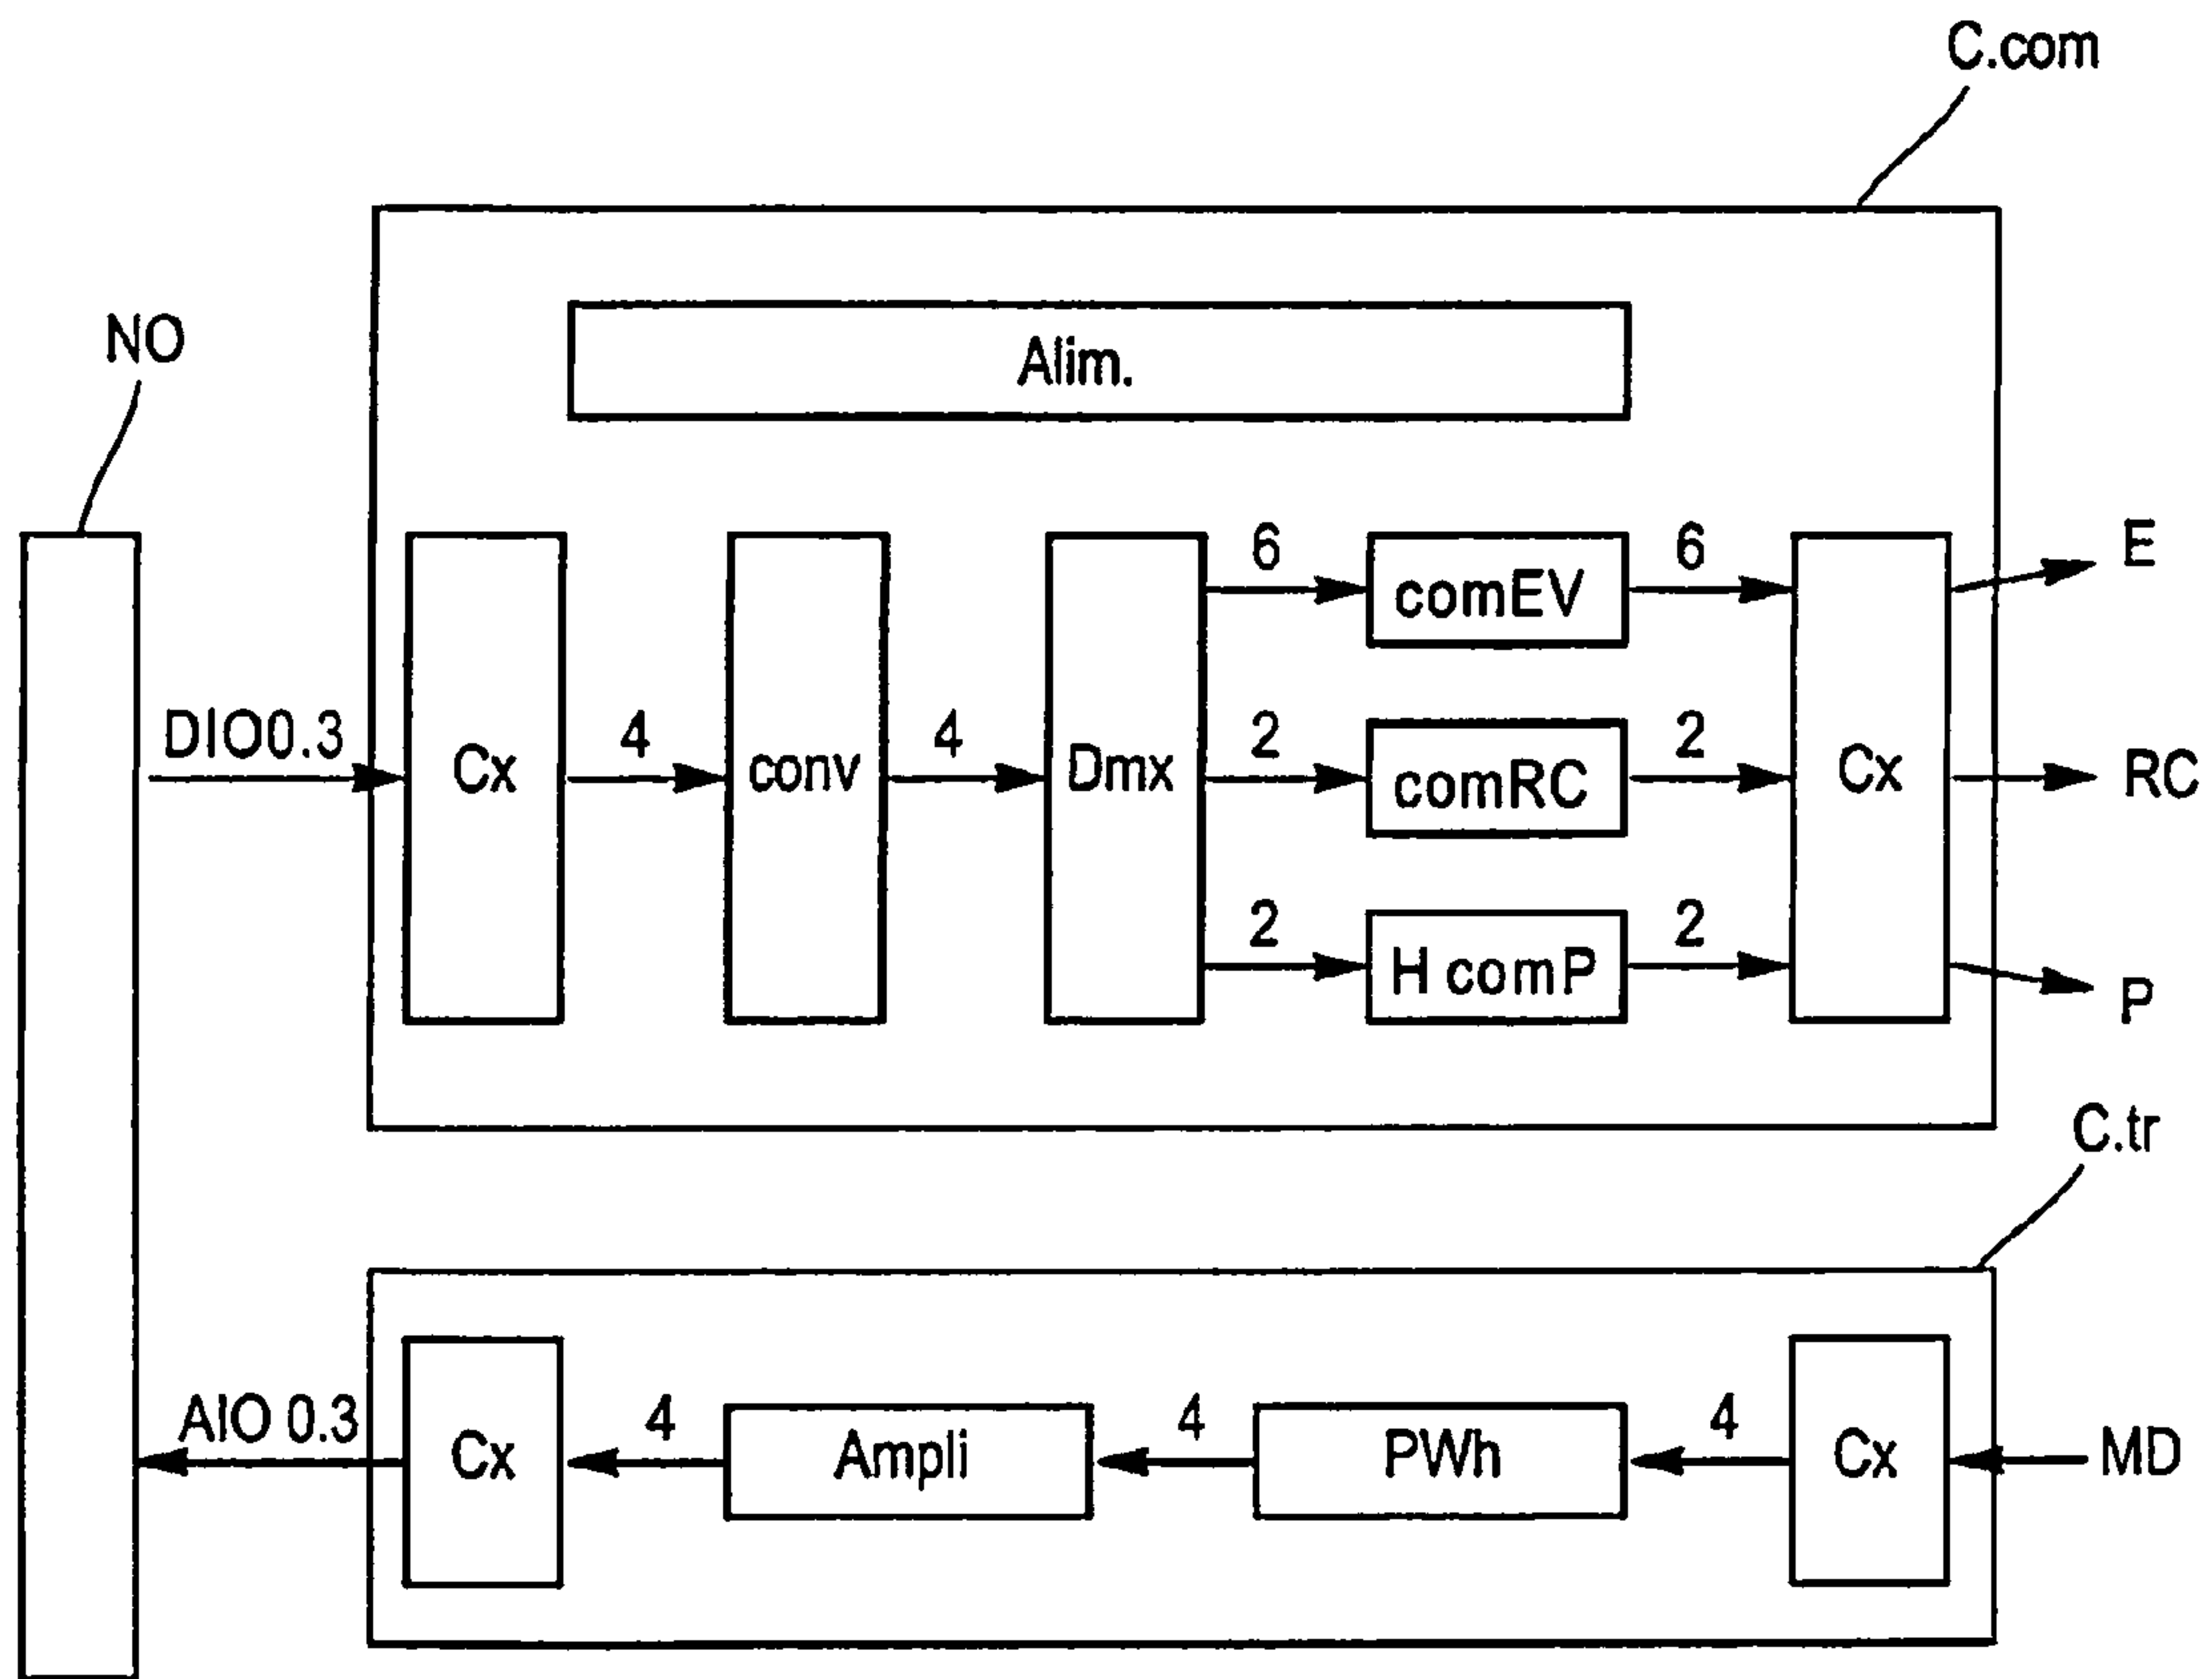 C.com
NO
Alim.
6 6 E
comEV
DIO0.3 4 4 2 2
Cx conv Dmx comRC Cx RC
2 2
H comP P
C.tr
AIO 0.3 4 4 4
Cx Ampli PWh Cx MD